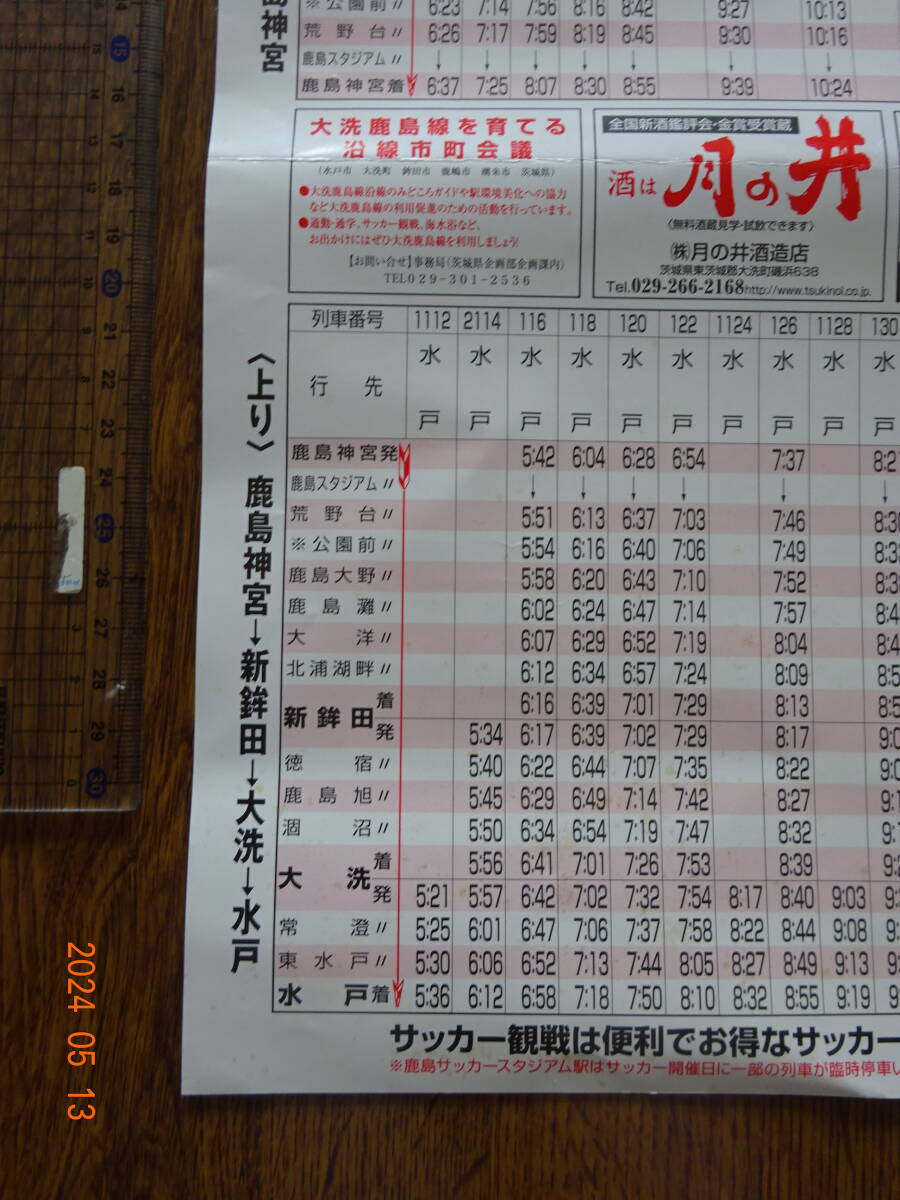 島神宮
※公園前〃 6:23 7:14 7:56 8:16 8:42 9:27 10:13
荒野台〃 6:26 7:17 7:59 8:19 8:45 9:30 10:16
鹿島スタジアム〃 ↓ ↓ ↓ ↓ ↓ ↓ ↓
鹿島神宮着 6:37 7:25 8:07 8:30 8:55 9:39 10:24
大洗鹿島線を育てる
沿線市町会議
(水戸市 大洗町 鉾田市 鹿嶋市 潮来市 茨城県)
●大洗鹿島線沿線のみどころガイドや駅環境美化への協力
など大洗鹿島線の利用促進のための活動を行っています。
●通勤・通学、サッカー観戦、海水浴など、
お出かけにはぜひ大洗鹿島線を利用しましょう!
【お問い合せ】事務局(茨城県企画部企画課内)
TEL029-301-2536
全国新酒鑑評会・金賞受賞蔵
酒は 月の井
〈無料酒蔵見学・試飲できます〉
㈱月の井酒造店
茨城県東茨城郡大洗町磯浜638
Tel.029-266-2168 http://www.tsukinoi.co.jp.
〈上り〉鹿島神宮→新鉾田→大洗→水戸
列車番号 1112 2114 116 118 120 122 1124 126 1128 130
行先 水戸 水戸 水戸 水戸 水戸 水戸 水戸 水戸 水戸 水戸
鹿島神宮発 5:42 6:04 6:28 6:54 7:37
鹿島スタジアム〃 ↓ ↓ ↓ ↓ ↓ ↓
荒野台〃 5:51 6:13 6:37 7:03 7:46
※公園前〃 5:54 6:16 6:40 7:06 7:49
鹿島大野〃 5:58 6:20 6:43 7:10 7:52
鹿島灘〃 6:02 6:24 6:47 7:14 7:57
大洋〃 6:07 6:29 6:52 7:19 8:04
北浦湖畔〃 6:12 6:34 6:57 7:24 8:09
新鉾田 着 6:16 6:39 7:01 7:29 8:13
発 5:34 6:17 6:39 7:02 7:29 8:17
徳宿〃 5:40 6:22 6:44 7:07 7:35 8:22
鹿島旭〃 5:45 6:29 6:49 7:14 7:42 8:27
涸沼〃 5:50 6:34 6:54 7:19 7:47 8:32
大洗 着 5:56 6:41 7:01 7:26 7:53 8:39
発 5:21 5:57 6:42 7:02 7:32 7:54 8:17 8:40 9:03
常澄〃 5:25 6:01 6:47 7:06 7:37 7:58 8:22 8:44 9:08
東水戸〃 5:30 6:06 6:52 7:13 7:44 8:05 8:27 8:49 9:13
水戸着 5:36 6:12 6:58 7:18 7:50 8:10 8:32 8:55 9:19
サッカー観戦は便利でお得なサッカー
※鹿島サッカースタジアム駅はサッカー開催日に一部の列車が臨時停車い
2024 05 13